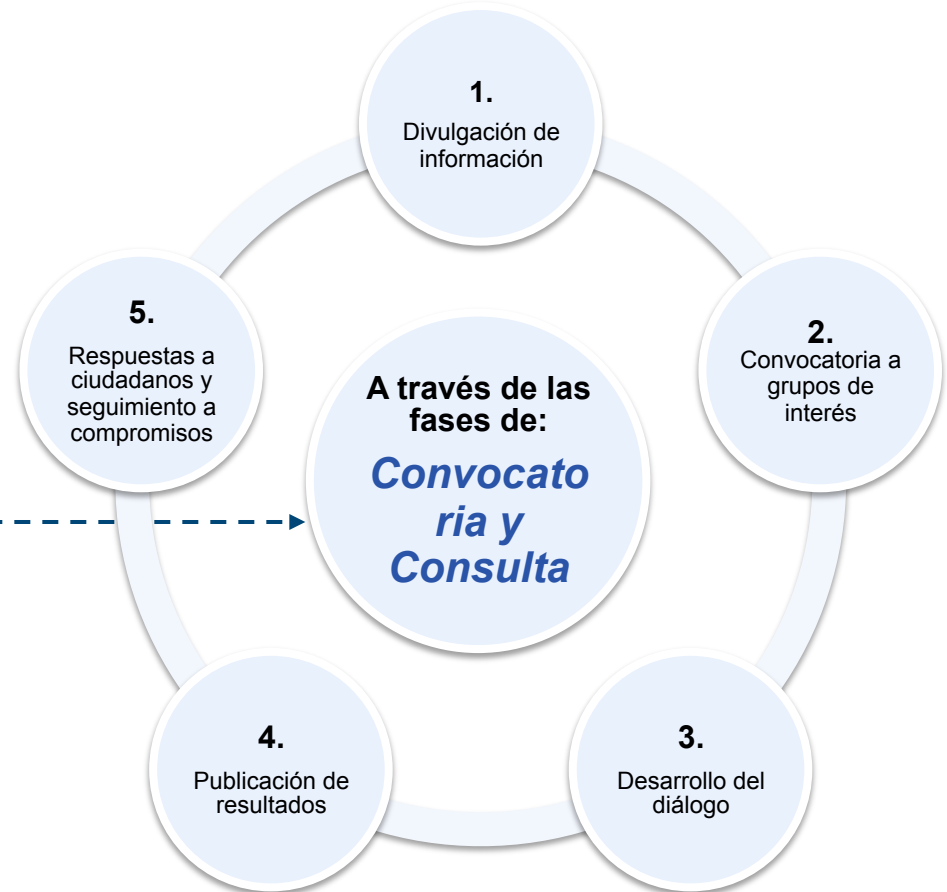 1.
Divulgación de
información
2.
Convocatoria a
grupos de
interés
3.
Desarrollo del
diálogo
4.
Publicación de
resultados
5.
Respuestas a
ciudadanos y
seguimiento a
compromisos
A través de las
fases de:
Convocato
ria y
Consulta